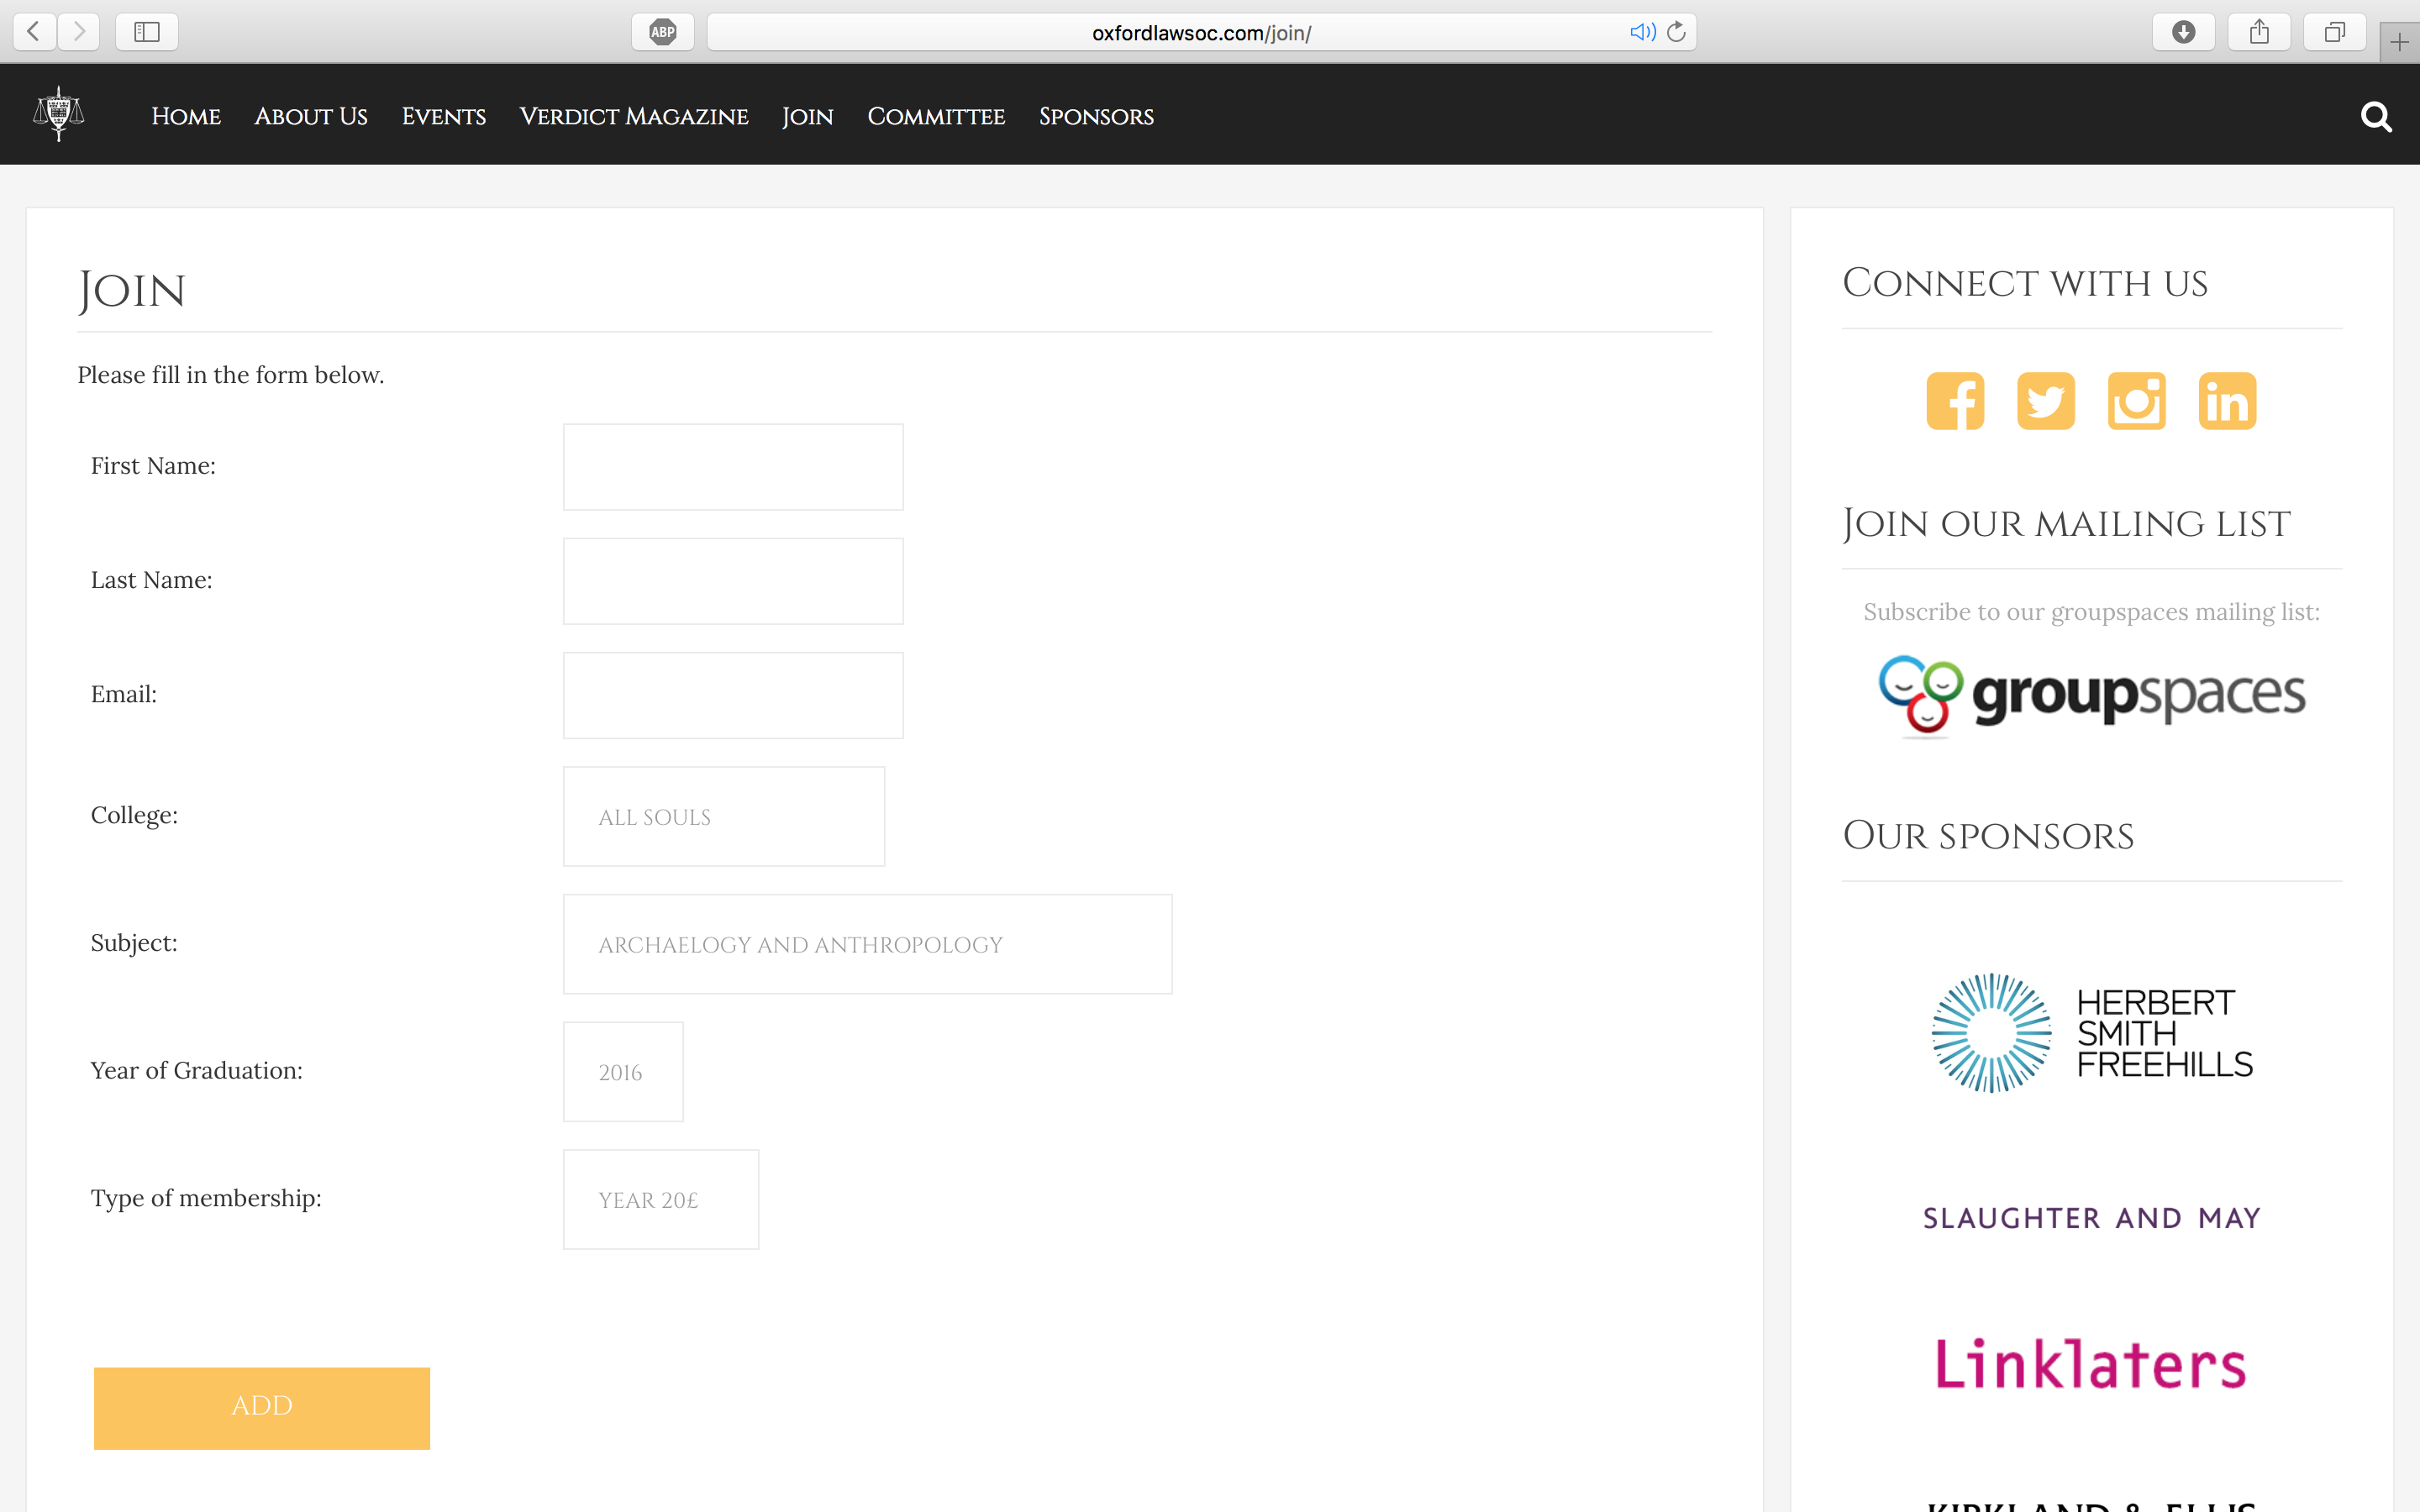 ABP
oxfordlawsoc.com/join/
Home About Us Events Verdict Magazine Join Committee Sponsors
Join
Please fill in the form below.
First Name:
Last Name:
Email:
College: ALL SOULS
Subject: ARCHAELOGY AND ANTHROPOLOGY
Year of Graduation: 2016
Type of membership: YEAR 20£
ADD
Connect with us
Join our mailing list
Subscribe to our groupspaces mailing list:
groupspaces
Our sponsors
HERBERT
SMITH
FREEHILLS
SLAUGHTER AND MAY
Linklaters
KIRKLAND & ELLIS